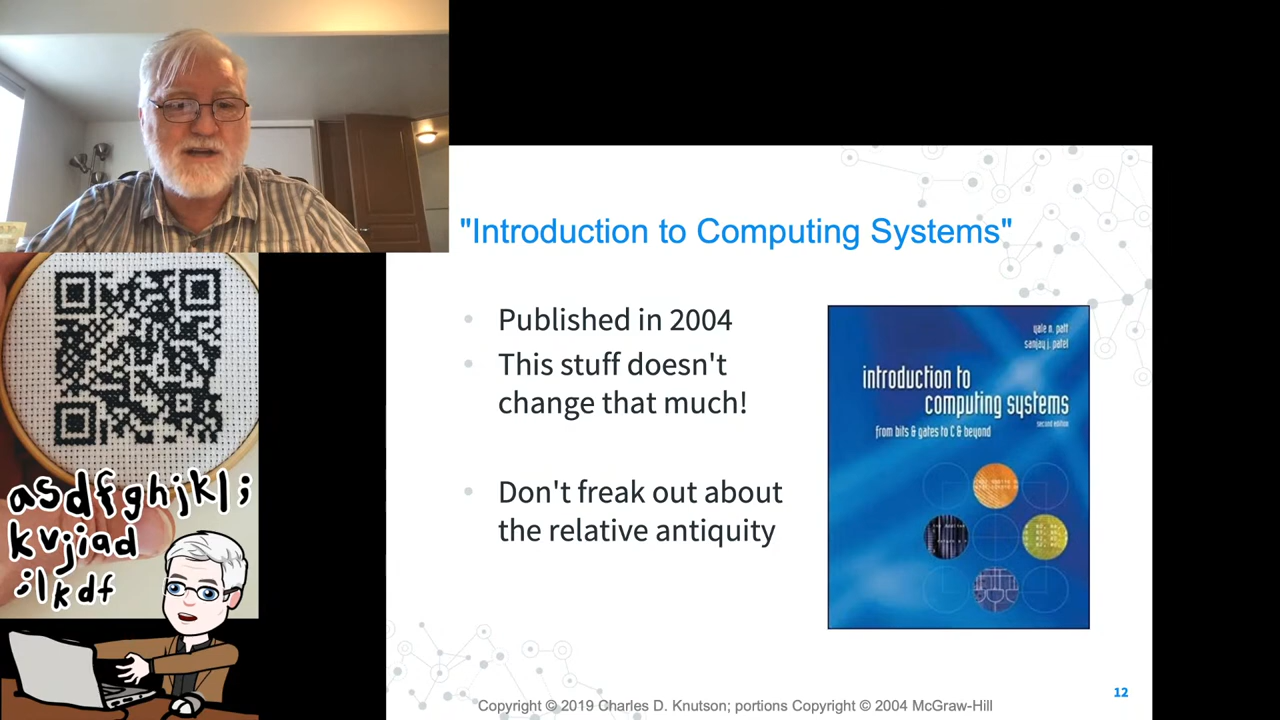 "Introduction to Computing Systems"
Published in 2004
This stuff doesn't
change that much!
Don't freak out about
the relative antiquity
yale n. patt
sanjay j. patel
introduction to
computing systems
second edition
from bits & gates to C & beyond
asdfghjkl;
kvjiad
;lkdf
Copyright © 2019 Charles D. Knutson; portions Copyright © 2004 McGraw-Hill
12